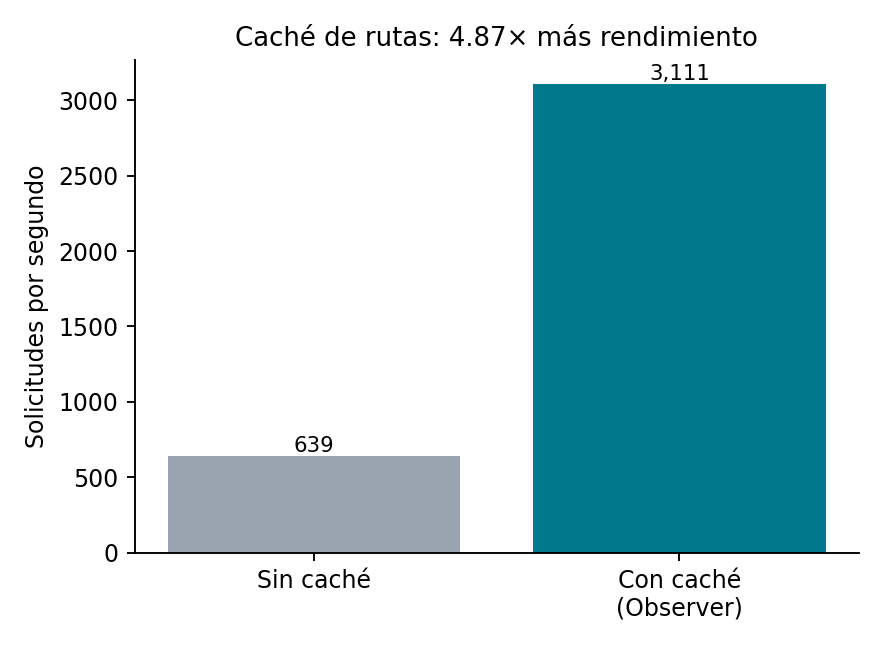 Caché de rutas: 4.87× más rendimiento
Solicitudes por segundo
3000
2500
2000
1500
1000
500
0
639
3,111
Sin caché
Con caché
(Observer)